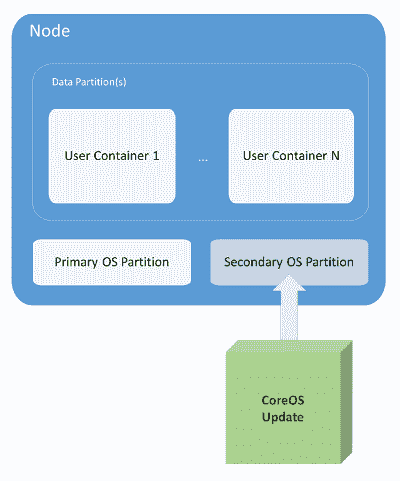 Node
Data Partition(s)
User Container 1
...
User Container N
Primary OS Partition
Secondary OS Partition
CoreOS
Update